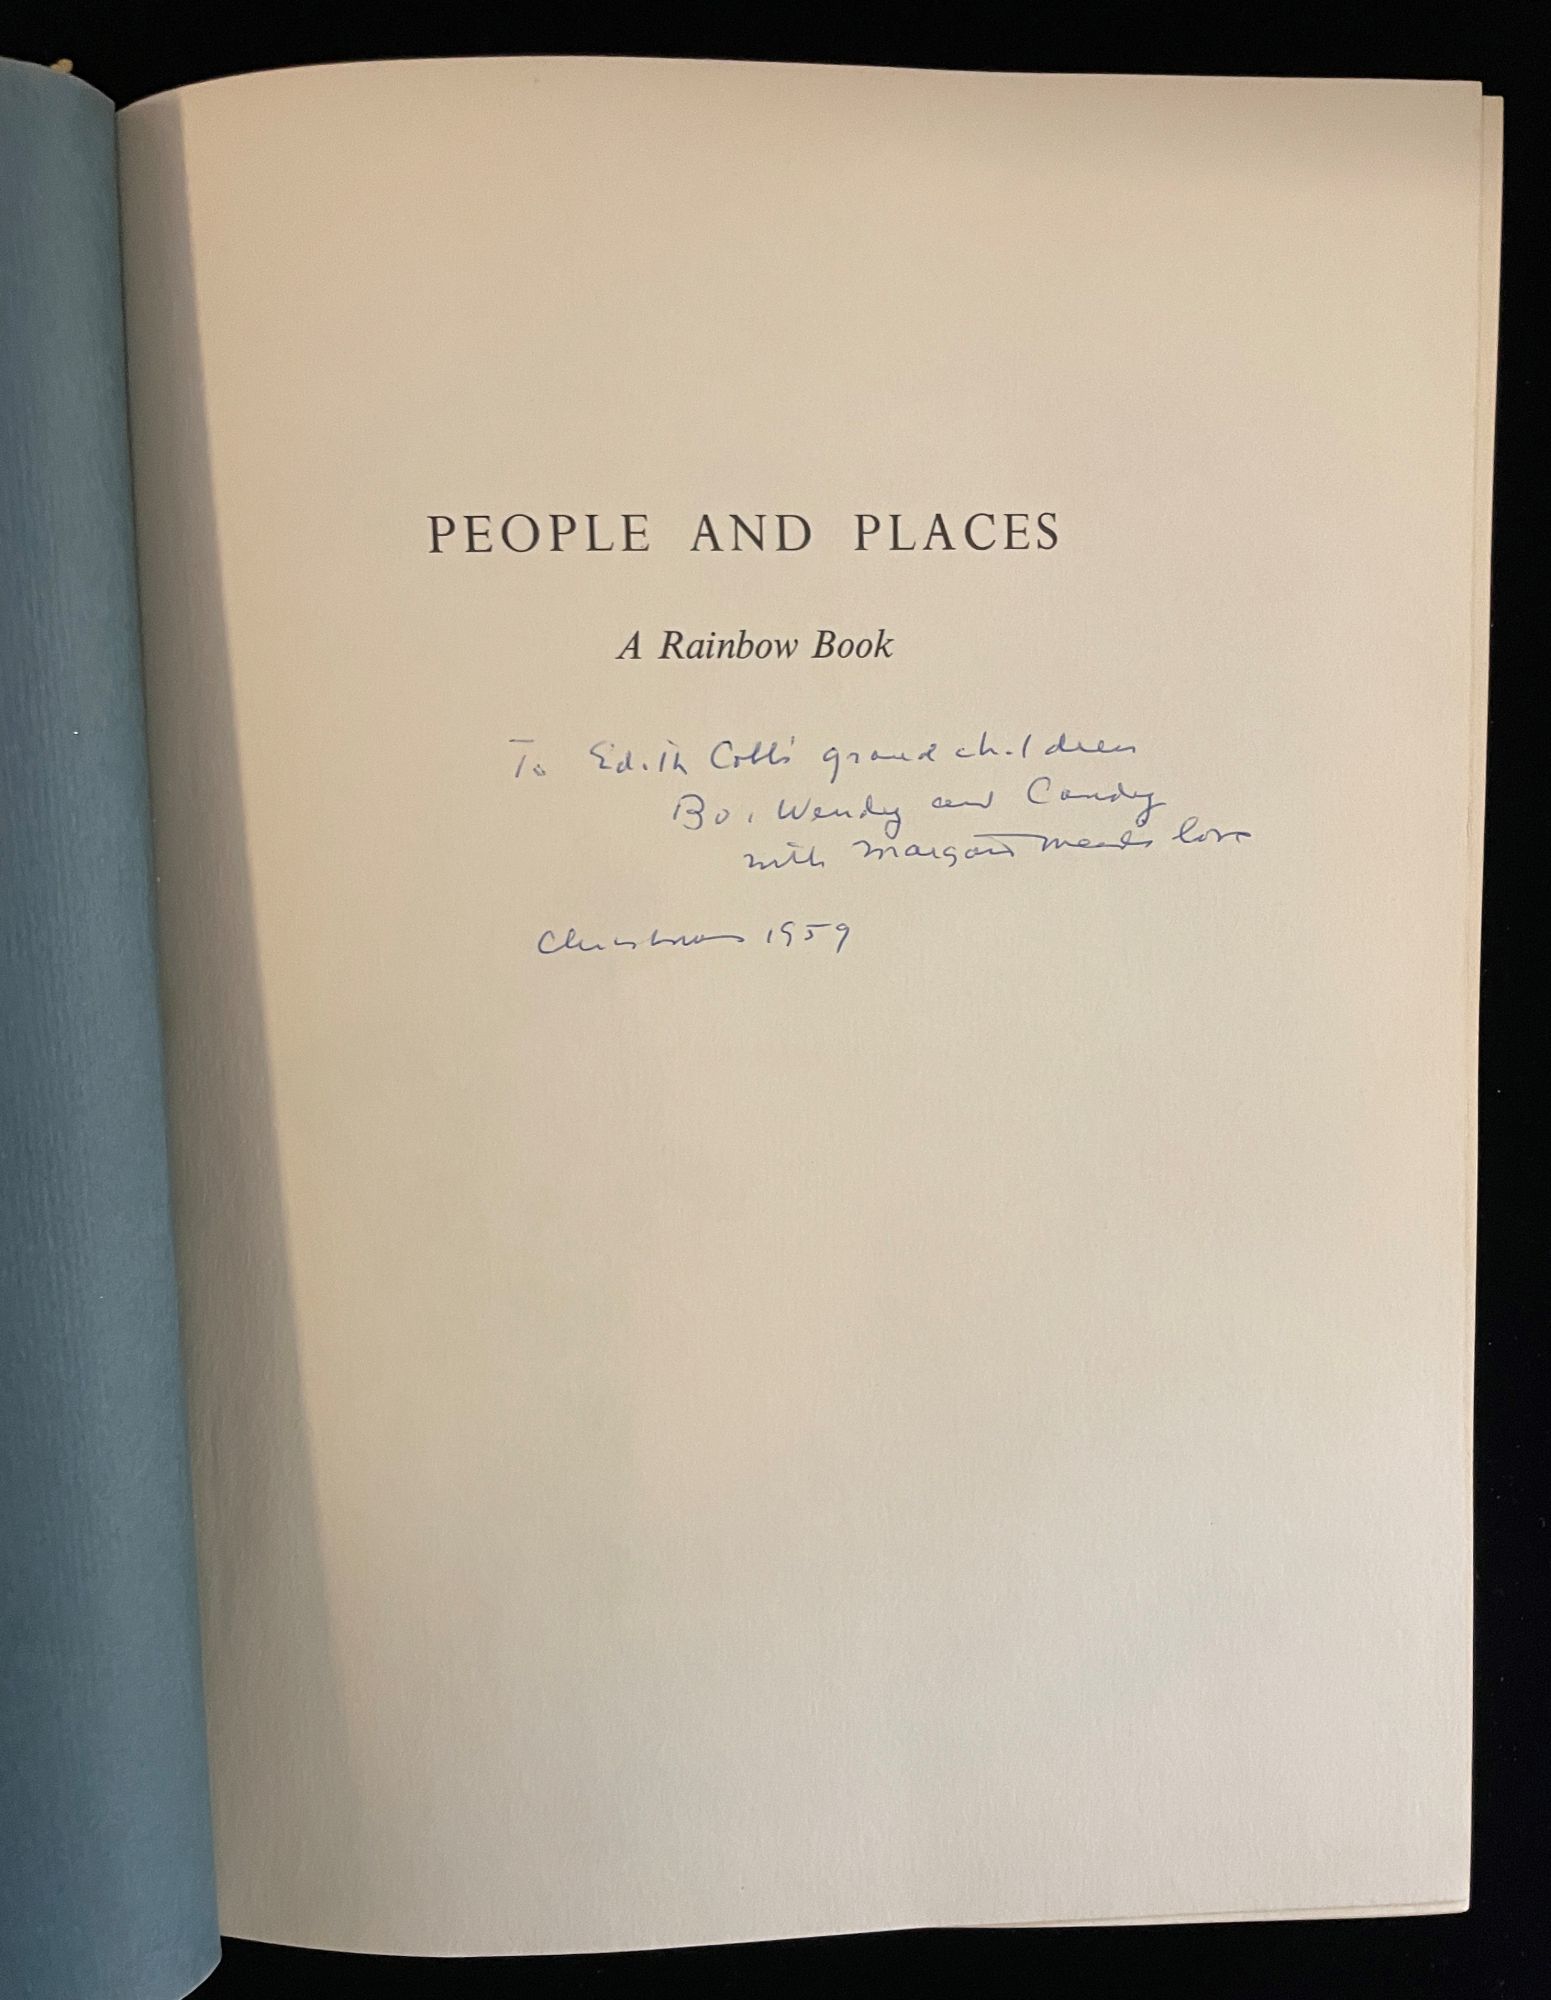 PEOPLE AND PLACES
A Rainbow Book
To Edith Cobb's grandchildren
Bo, Wendy and Candy
with Margaret Mead's love
Christmas 1959